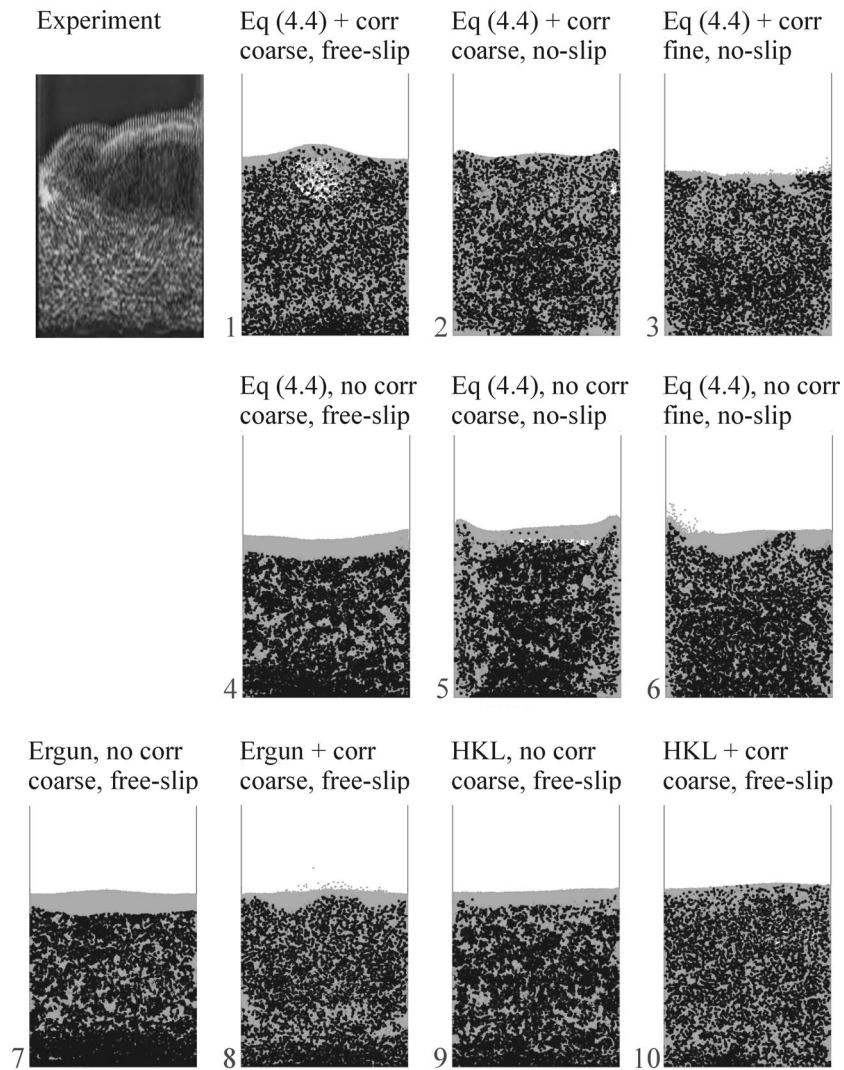 Experiment
Eq (4.4) + corr
coarse, free-slip
Eq (4.4) + corr
coarse, no-slip
Eq (4.4) + corr
fine, no-slip
1
2
3
Eq (4.4), no corr
coarse, free-slip
Eq (4.4), no corr
coarse, no-slip
Eq (4.4), no corr
fine, no-slip
4
5
6
Ergun, no corr
coarse, free-slip
Ergun + corr
coarse, free-slip
HKL, no corr
coarse, free-slip
HKL + corr
coarse, free-slip
7
8
9
10